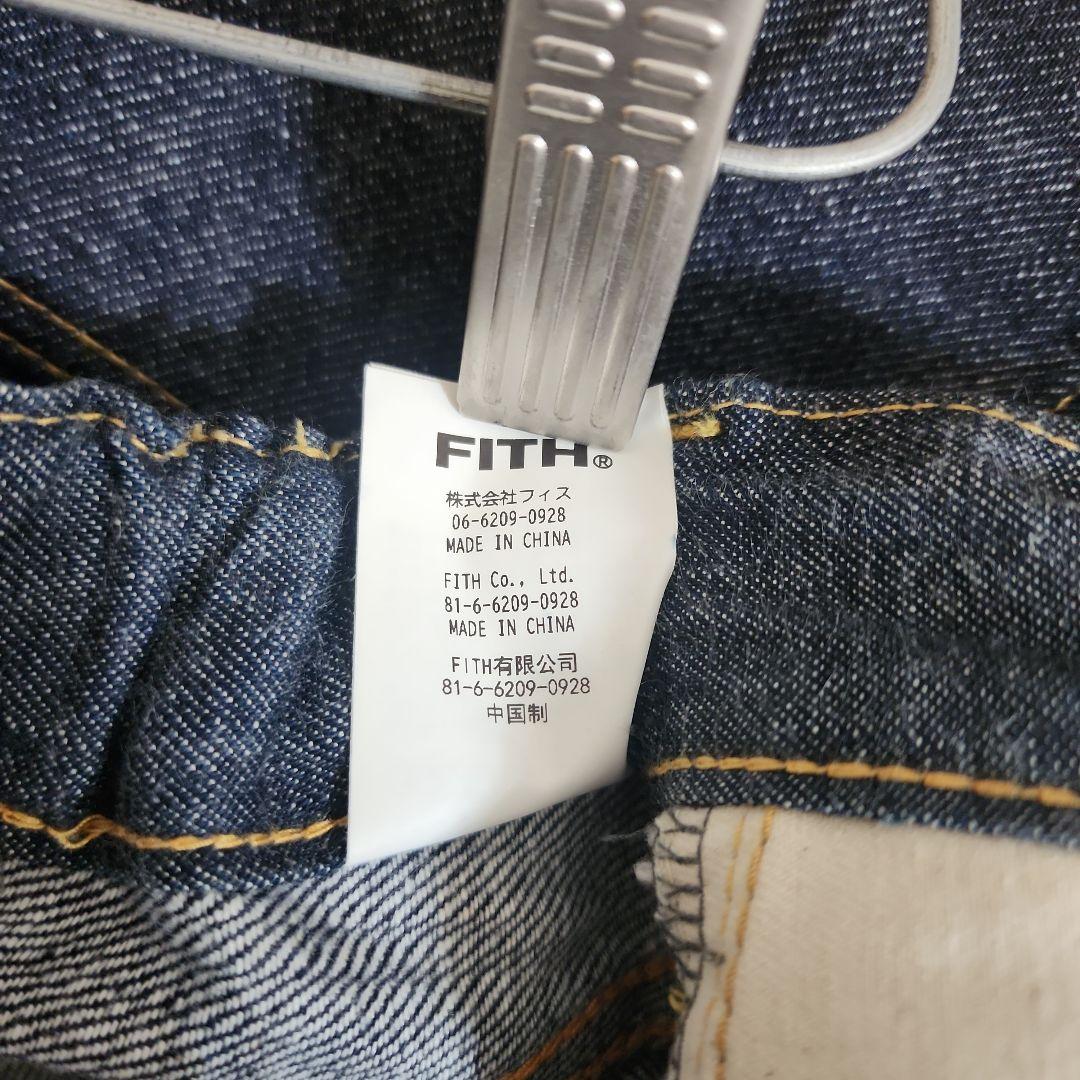 FITH®
株式会社フィス
06-6209-0928
MADE IN CHINA
FITH Co., Ltd.
81-6-6209-0928
MADE IN CHINA
FITH有限公司
81-6-6209-0928
中国制